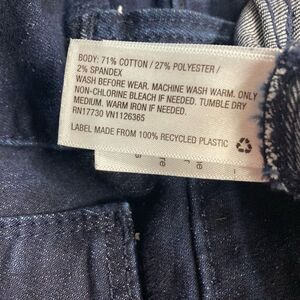 BODY: 71% COTTON / 27% POLYESTER /
2% SPANDEX
WASH BEFORE WEAR. MACHINE WASH WARM. ONLY
NON-CHLORINE BLEACH IF NEEDED. TUMBLE DRY
MEDIUM. WARM IRON IF NEEDED.
RN17730 VN1126365
LABEL MADE FROM 100% RECYCLED PLASTIC